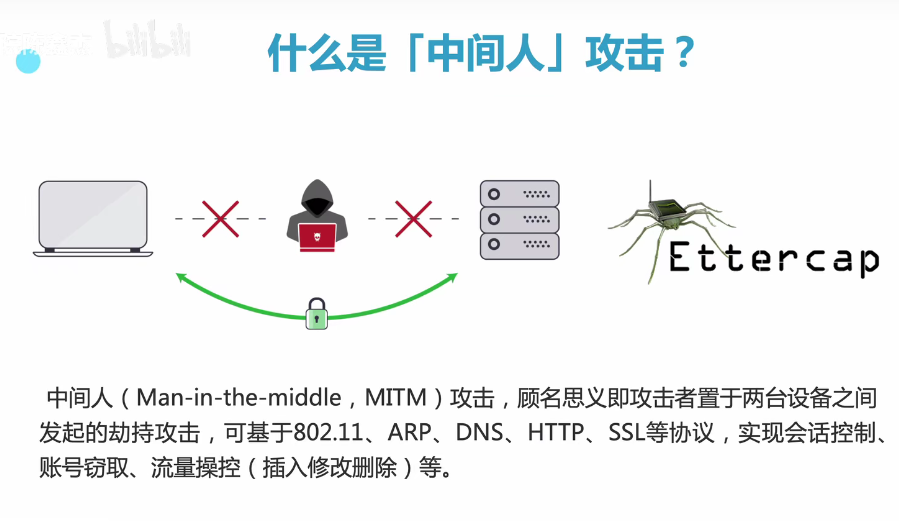 bilibili
什么是「中间人」攻击？
Ettercap
中间人（Man-in-the-middle，MITM）攻击，顾名思义即攻击者置于两台设备之间
发起的劫持攻击，可基于802.11、ARP、DNS、HTTP、SSL等协议，实现会话控制、
账号窃取、流量操控（插入修改删除）等。